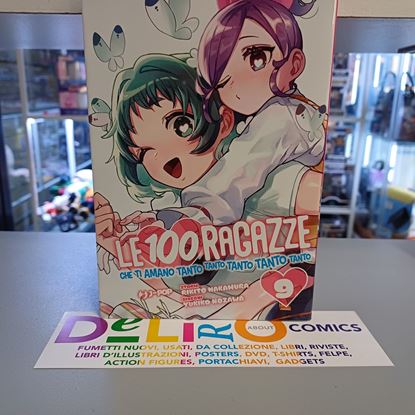 LE 100 RAGAZZE
CHE TI AMANO TANTO TANTO TANTO TANTO TANTO
J-POP
RIKITO NAKAMURA
YUKIKO NOZAWA
9
DeLiRO ABOUT COMICS
FUMETTI NUOVI, USATI, DA COLLEZIONE, LIBRI, RIVISTE,
LIBRI D'ILLUSTRAZIONI, POSTERS, DVD, T-SHIRTS, FELPE,
ACTION FIGURES, PORTACHIAVI, GADGETS